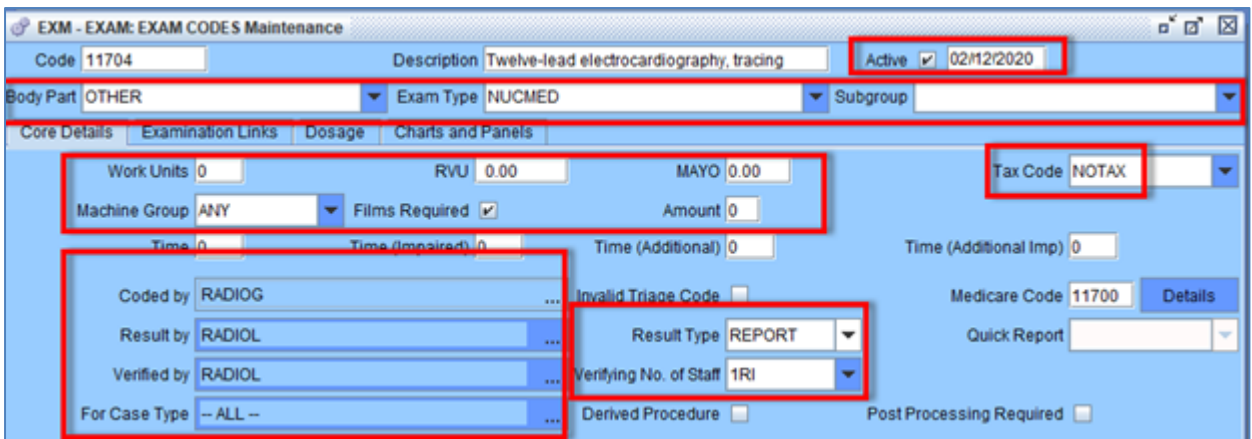 EXM - EXAM: EXAM CODES Maintenance
Code 11704 Description Twelve-lead electrocardiography, tracing Active 02/12/2020
Body Part OTHER Exam Type NUCMED Subgroup
Core Details Examination Links Dosage Charts and Panels
Work Units 0 RVU 0.00 MAYO 0.00 Tax Code NOTAX
Machine Group ANY Films Required Amount 0
Time 0 Time (Impaired) 0 Time (Additional) 0 Time (Additional Imp) 0
Coded by RADIOG ... Invalid Triage Code Medicare Code 11700 Details
Result by RADIOL ... Result Type REPORT Quick Report
Verified by RADIOL ... Verifying No. of Staff 1RI
For Case Type -- ALL -- ... Derived Procedure Post Processing Required